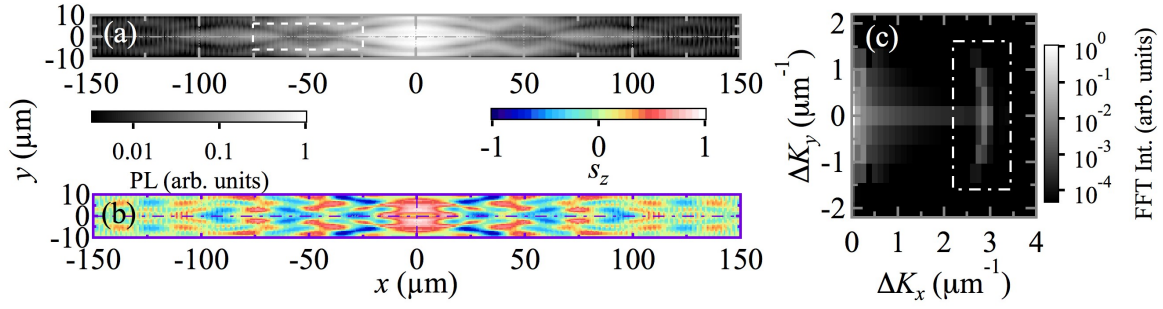 10
0
-10
(a)
-150 -100 -50 0 50 100 150
0.01 0.1 1
PL (arb. units)
-1 0 1
s_z
y (μm)
10
0
-10
(b)
-150 -100 -50 0 50 100 150
x (μm)
(c)
2
1
0
-1
-2
ΔK_y (μm⁻¹)
0 1 2 3 4
ΔK_x (μm⁻¹)
10⁰
10⁻¹
10⁻²
10⁻³
10⁻⁴
FFT Int. (arb. units)